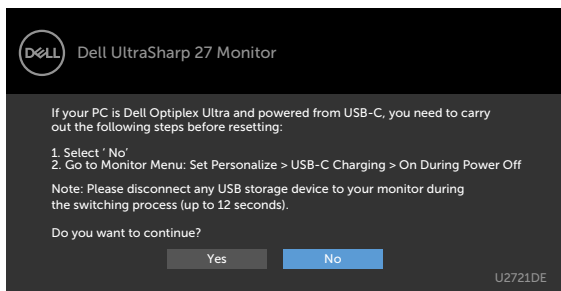 DELL
Dell UltraSharp 27 Monitor
If your PC is Dell Optiplex Ultra and powered from USB-C, you need to carry
out the following steps before resetting:
1. Select ‘ No’
2. Go to Monitor Menu: Set Personalize > USB-C Charging > On During Power Off
Note: Please disconnect any USB storage device to your monitor during
the switching process (up to 12 seconds).
Do you want to continue?
Yes No
U2721DE